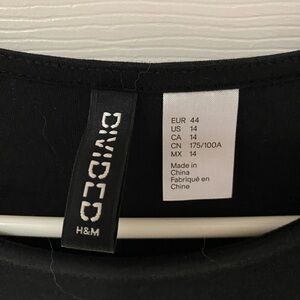 DIVIDED
H&M
EUR 44
US 14
CA 14
CN 175/100A
MX 14
Made in
China
Fabriqué en
Chine